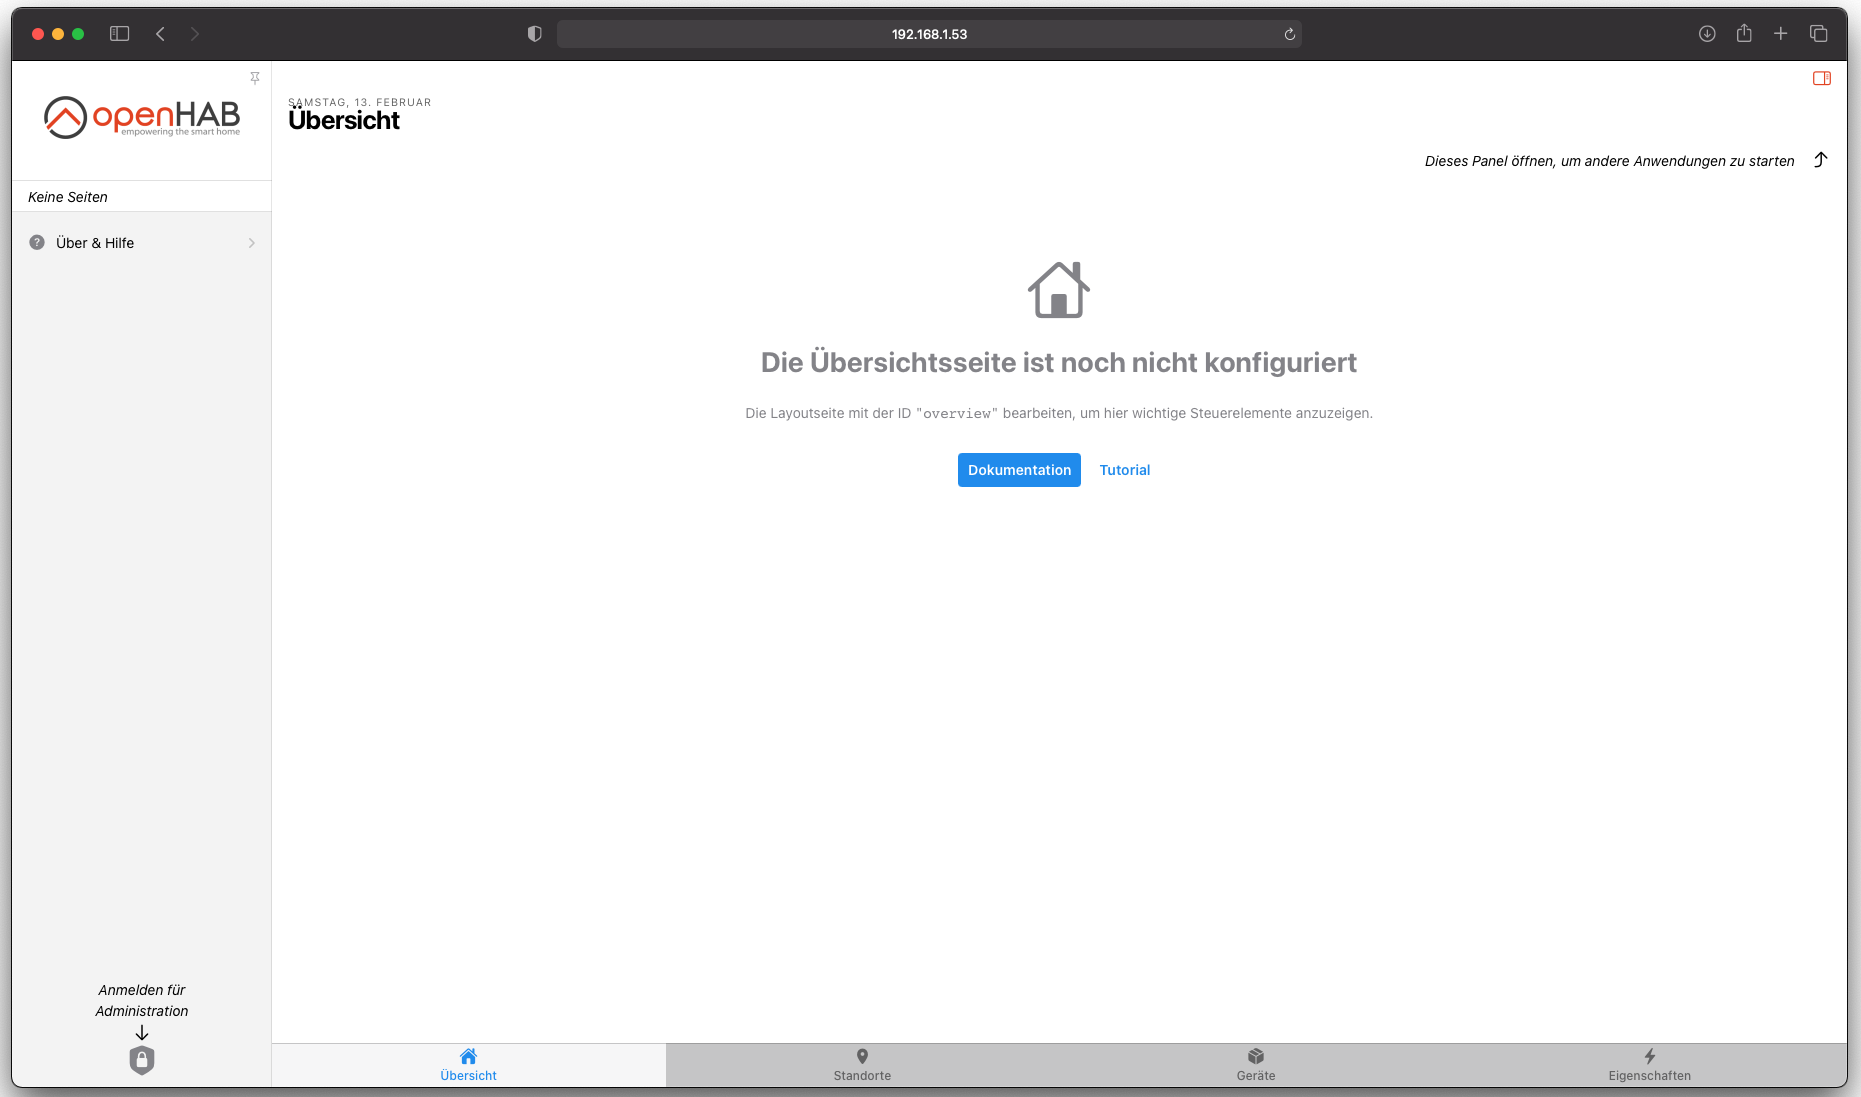 192.168.1.53
openHAB
empowering the smart home
Keine Seiten
Über & Hilfe
Anmelden für
Administration
SAMSTAG, 13. FEBRUAR
Übersicht
Dieses Panel öffnen, um andere Anwendungen zu starten
Die Übersichtsseite ist noch nicht konfiguriert
Die Layoutseite mit der ID "overview" bearbeiten, um hier wichtige Steuerelemente anzuzeigen.
Dokumentation Tutorial
Übersicht Standorte Geräte Eigenschaften